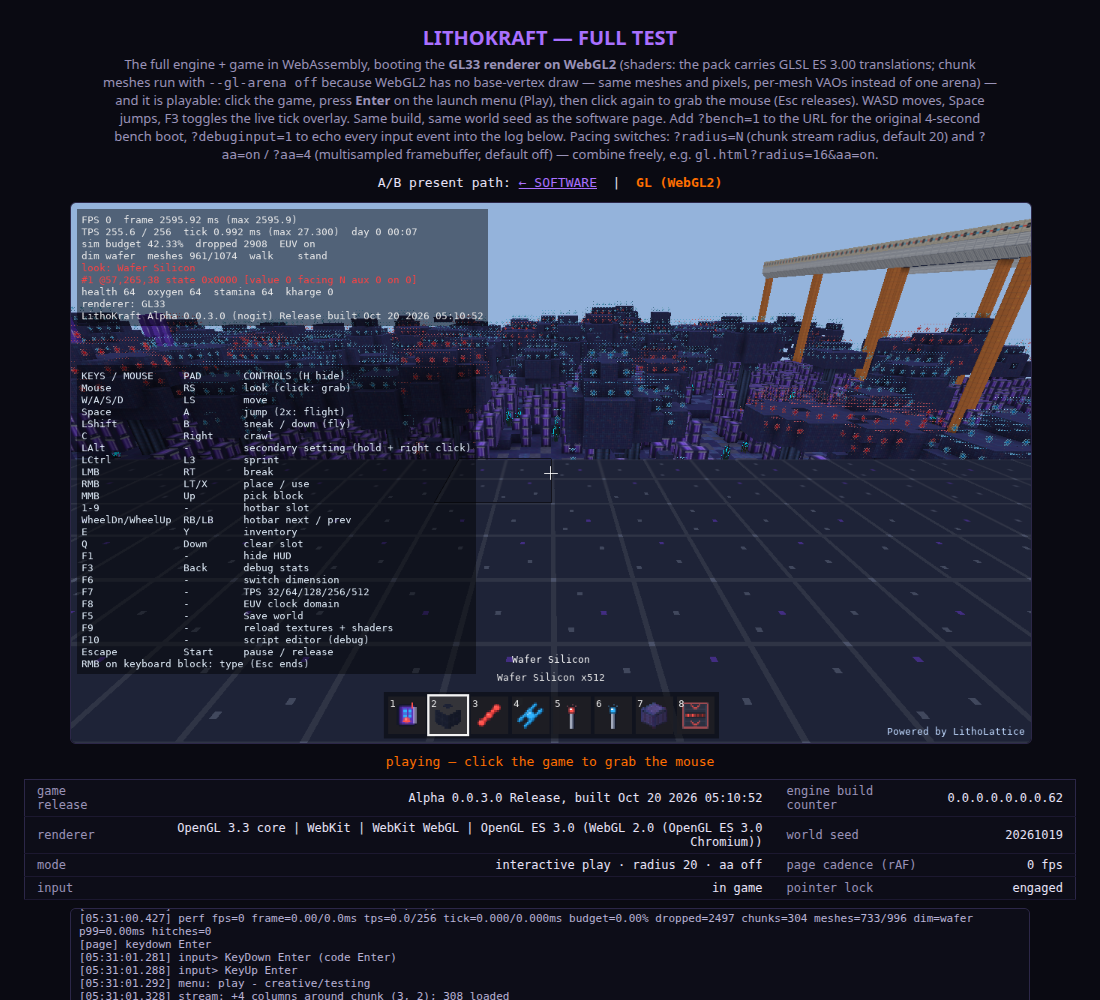 LITHOKRAFT — FULL TEST
The full engine + game in WebAssembly, booting the GL33 renderer on WebGL2 (shaders: the pack carries GLSL ES 3.00 translations; chunk
meshes run with --gl-arena off because WebGL2 has no base-vertex draw — same meshes and pixels, per-mesh VAOs instead of one arena) —
and it is playable: click the game, press Enter on the launch menu (Play), then click again to grab the mouse (Esc releases). WASD moves, Space
jumps, F3 toggles the live tick overlay. Same build, same world seed as the software page. Add ?bench=1 to the URL for the original 4-second
bench boot, ?debuginput=1 to echo every input event into the log below. Pacing switches: ?radius=N (chunk stream radius, default 20) and ?
aa=on / ?aa=4 (multisampled framebuffer, default off) — combine freely, e.g. gl.html?radius=16&aa=on.
A/B present path: ← SOFTWARE | GL (WebGL2)
FPS 0 frame 2595.92 ms (max 2595.9)
TPS 255.6 / 256 tick 0.992 ms (max 27.300) day 0 00:07
sim budget 42.33% dropped 2908 EUV on
dim wafer meshes 961/1074 walk stand
look: Wafer Silicon
#1 @57,265,38 state 0x0000 [value 0 facing N aux 0 on 0]
health 64 oxygen 64 stamina 64 kharge 0
renderer: GL33
LithoKraft Alpha 0.0.3.0 (nogit) Release built Oct 20 2026 05:10:52
KEYS / MOUSE PAD CONTROLS (H hide)
Mouse RS look (click: grab)
W/A/S/D LS move
Space A jump (2x: flight)
LShift B sneak / down (fly)
C Right crawl
LAlt - secondary setting (hold + right click)
LCtrl L3 sprint
LMB RT break
RMB LT/X place / use
MMB Up pick block
1-9 - hotbar slot
WheelDn/WheelUp RB/LB hotbar next / prev
E Y inventory
Q Down clear slot
F1 - hide HUD
F3 Back debug stats
F6 - switch dimension
F7 - TPS 32/64/128/256/512
F8 - EUV clock domain
F5 - Save world
F9 - reload textures + shaders
F10 - script editor (debug)
Escape Start pause / release
RMB on keyboard block: type (Esc ends)
Wafer Silicon
Wafer Silicon x512
1 2 3 4 5 6 7 8
Powered by LithoLattice
playing — click the game to grab the mouse
game release Alpha 0.0.3.0 Release, built Oct 20 2026 05:10:52 engine build counter 0.0.0.0.0.0.0.62
renderer OpenGL 3.3 core | WebKit | WebKit WebGL | OpenGL ES 3.0 (WebGL 2.0 (OpenGL ES 3.0 Chromium)) world seed 20261019
mode interactive play · radius 20 · aa off page cadence (rAF) 0 fps
input in game pointer lock engaged
[05:31:00.427] perf fps=0 frame=0.00/0.0ms tps=0.0/256 tick=0.000/0.000ms budget=0.00% dropped=2497 chunks=304 meshes=733/996 dim=wafer
p99=0.00ms hitches=0
[page] keydown Enter
[05:31:01.281] input> KeyDown Enter (code Enter)
[05:31:01.288] input> KeyUp Enter
[05:31:01.292] menu: play - creative/testing
[05:31:01.328] stream: +4 columns around chunk (3, 2); 308 loaded